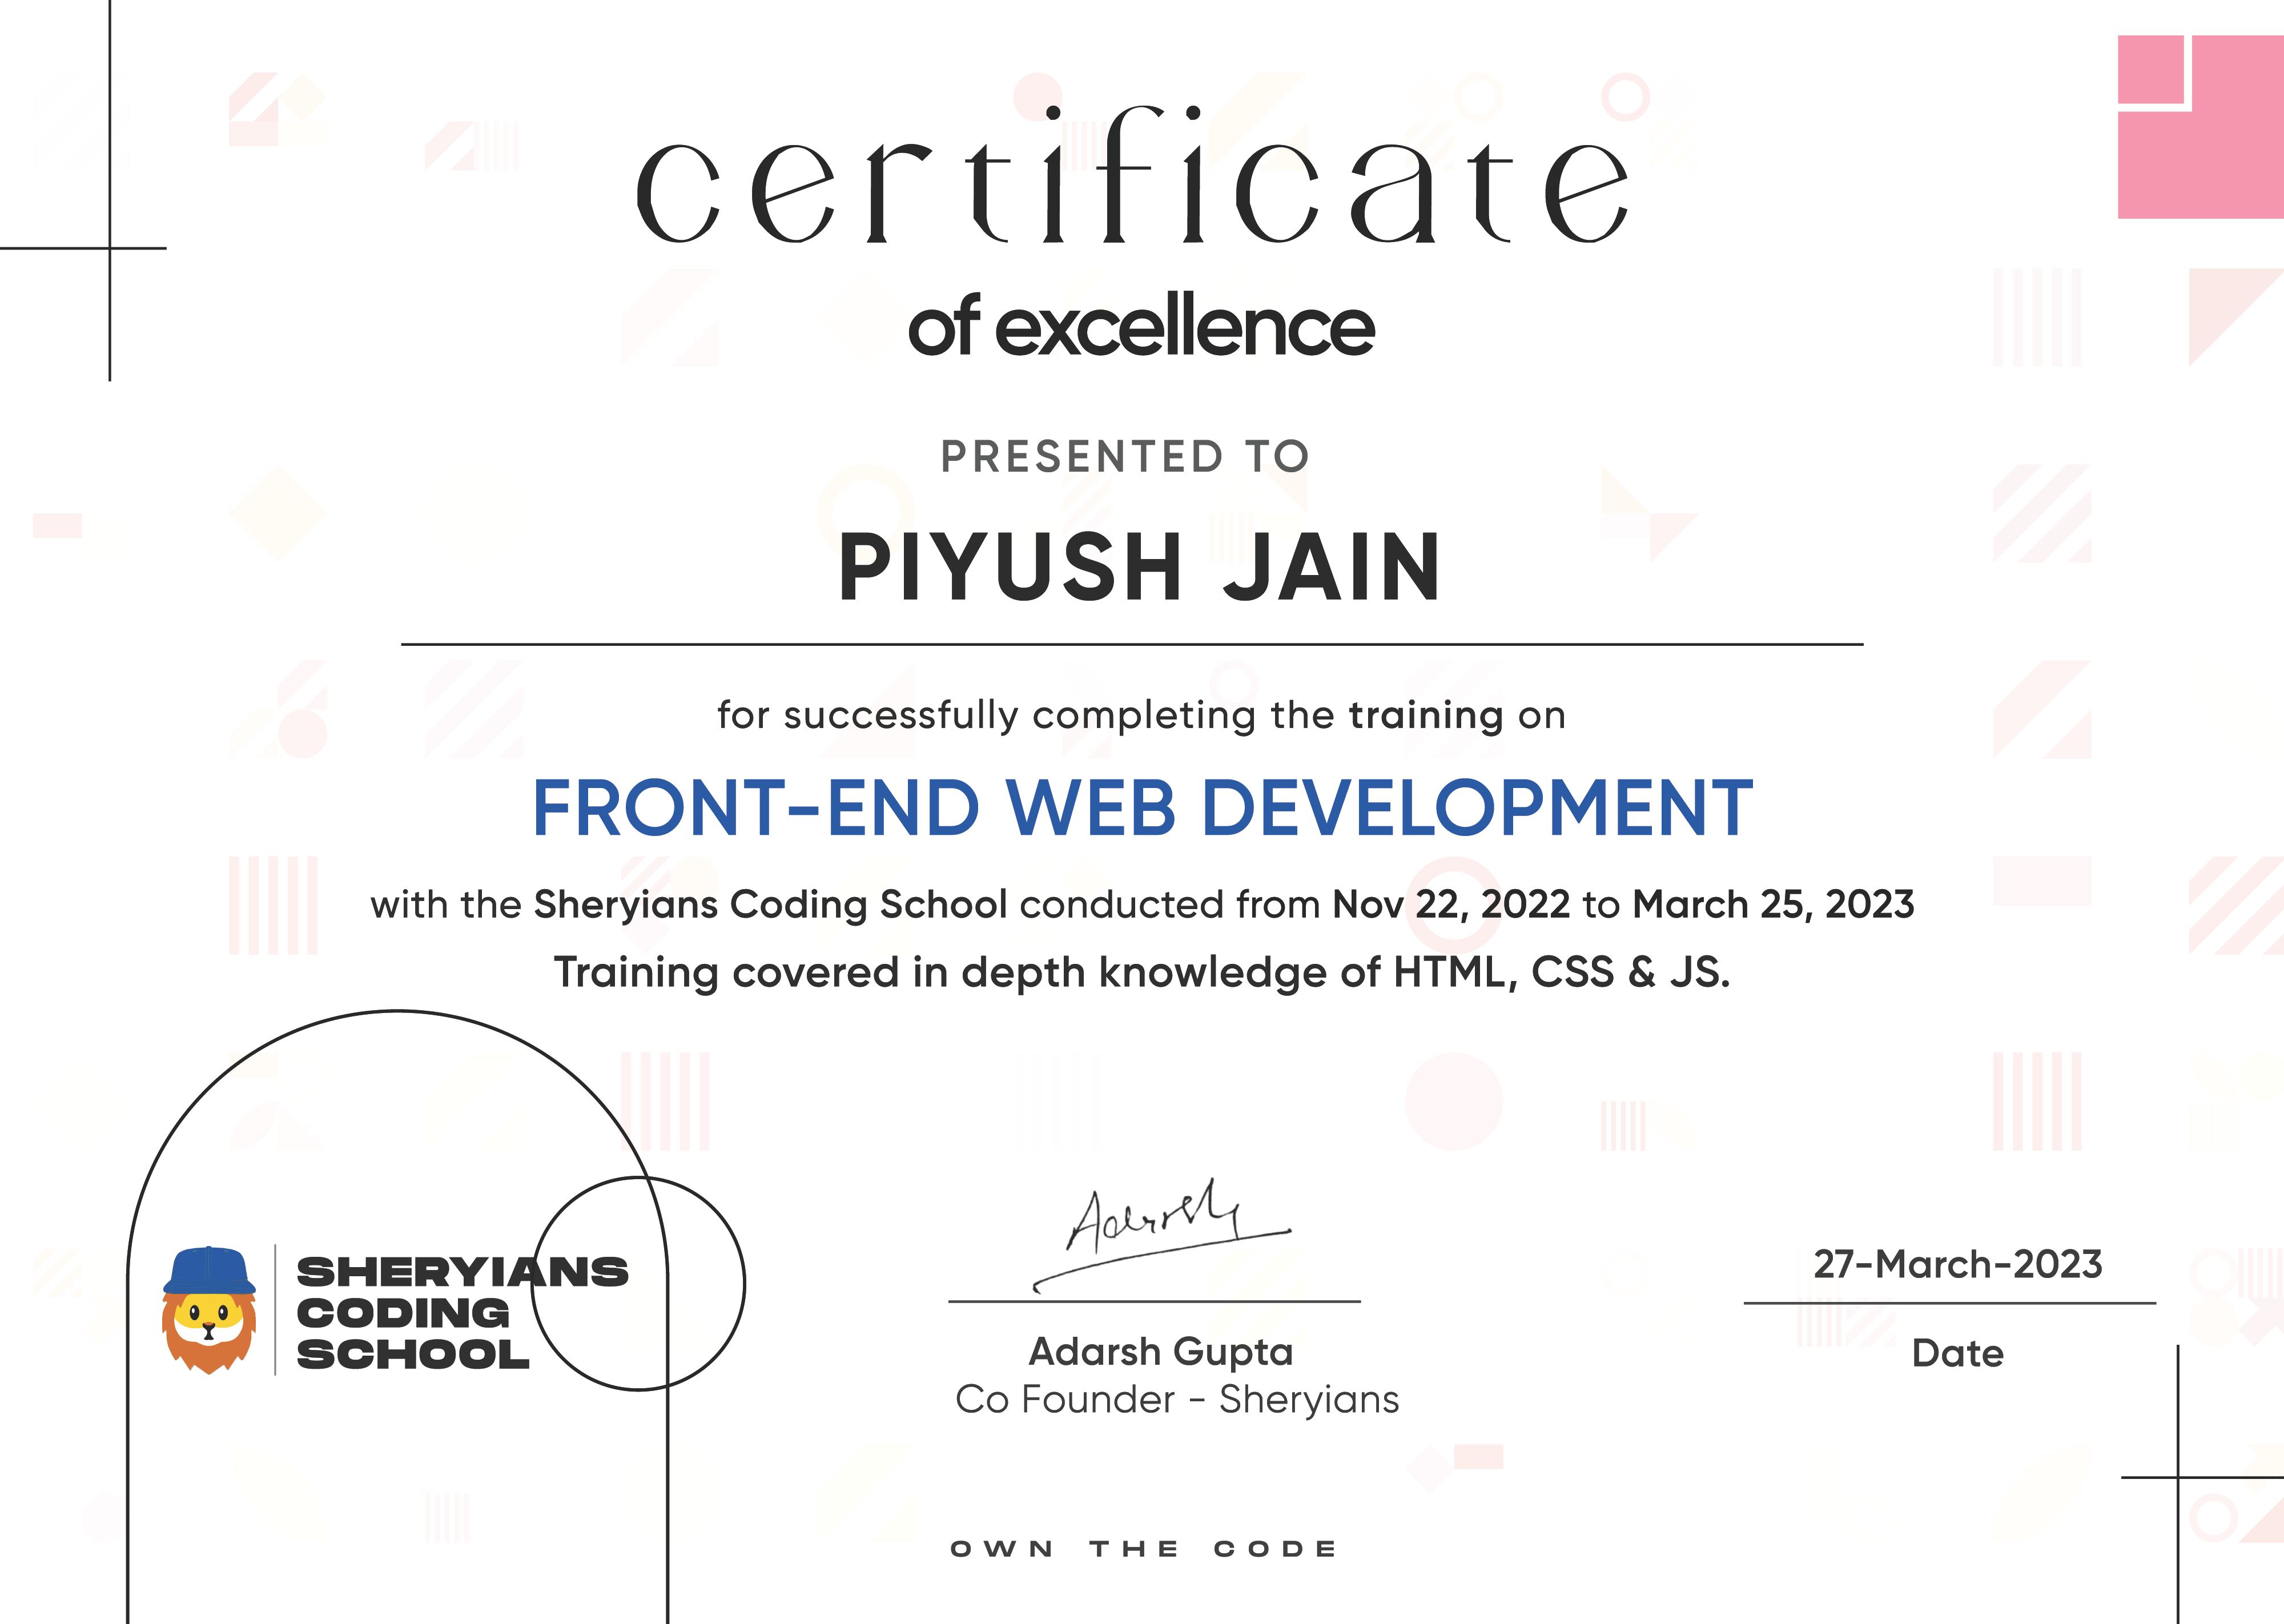 certificate
of excellence
PRESENTED TO
PIYUSH JAIN
for successfully completing the training on
FRONT-END WEB DEVELOPMENT
with the Sheryians Coding School conducted from Nov 22, 2022 to March 25, 2023
Training covered in depth knowledge of HTML, CSS & JS.
SHERYIANS
CODING
SCHOOL
Adarsh
Adarsh Gupta
Co Founder - Sheryians
27-March-2023
Date
OWN THE CODE